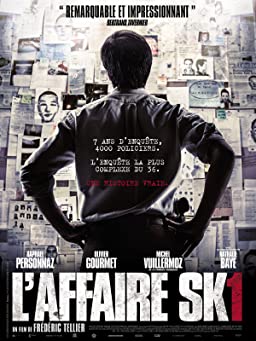 "REMARQUABLE ET IMPRESSIONNANT"
BERTRAND TAVERNIER
7 ANS D'ENQUÊTE,
4000 POLICIERS.
L'ENQUÊTE LA PLUS
COMPLEXE DU 36.
UNE HISTOIRE VRAIE.
RAPHAËL PERSONNAZ
OLIVIER GOURMET
MICHEL VUILLERMOZ
NATHALIE BAYE
L'AFFAIRE SK1
UN FILM DE FRÉDÉRIC TELLIER